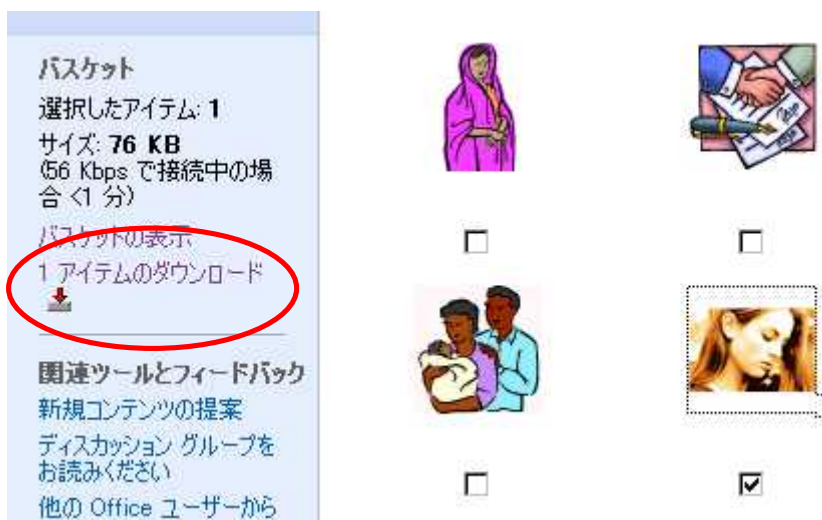 バスケット
選択したアイテム: 1
サイズ: 76 KB
(56 Kbps で接続中の場
合 <1 分)
バスケットの表示
1 アイテムのダウンロード
関連ツールとフィードバック
新規コンテンツの提案
ディスカッション グループを
お読みください
他の Office ユーザーから